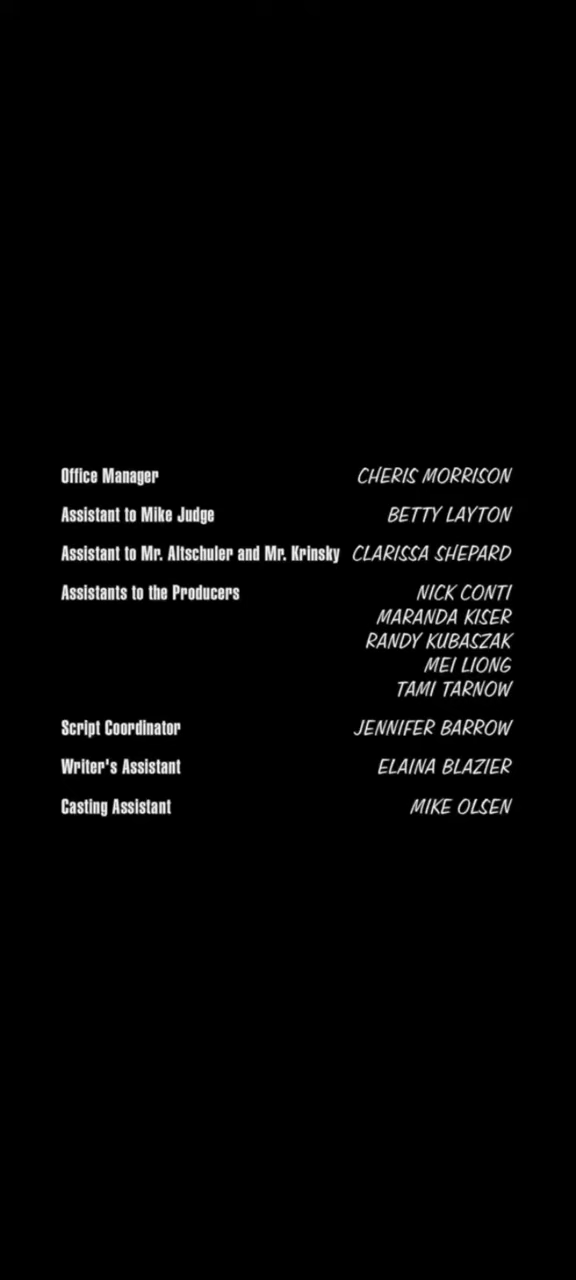 Office Manager CHERIS MORRISON
Assistant to Mike Judge BETTY LAYTON
Assistant to Mr. Altschuler and Mr. Krinsky CLARISSA SHEPARD
Assistants to the Producers NICK CONTI
MARANDA KISER
RANDY KUBASZAK
MEI LIONG
TAMI TARNOW
Script Coordinator JENNIFER BARROW
Writer's Assistant ELAINA BLAZIER
Casting Assistant MIKE OLSEN